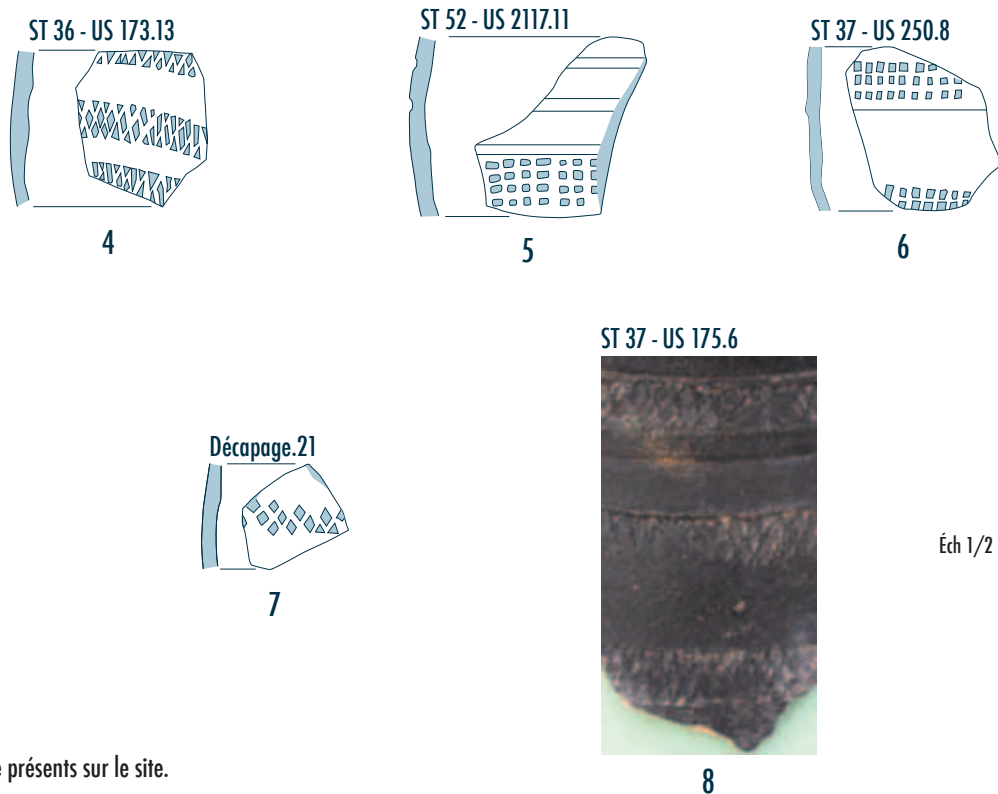 ST 36 - US 173.13
ST 52 - US 2117.11
ST 37 - US 250.8
4
5
6
ST 37 - US 175.6
Décapage.21
Éch 1/2
7
présents sur le site.
8